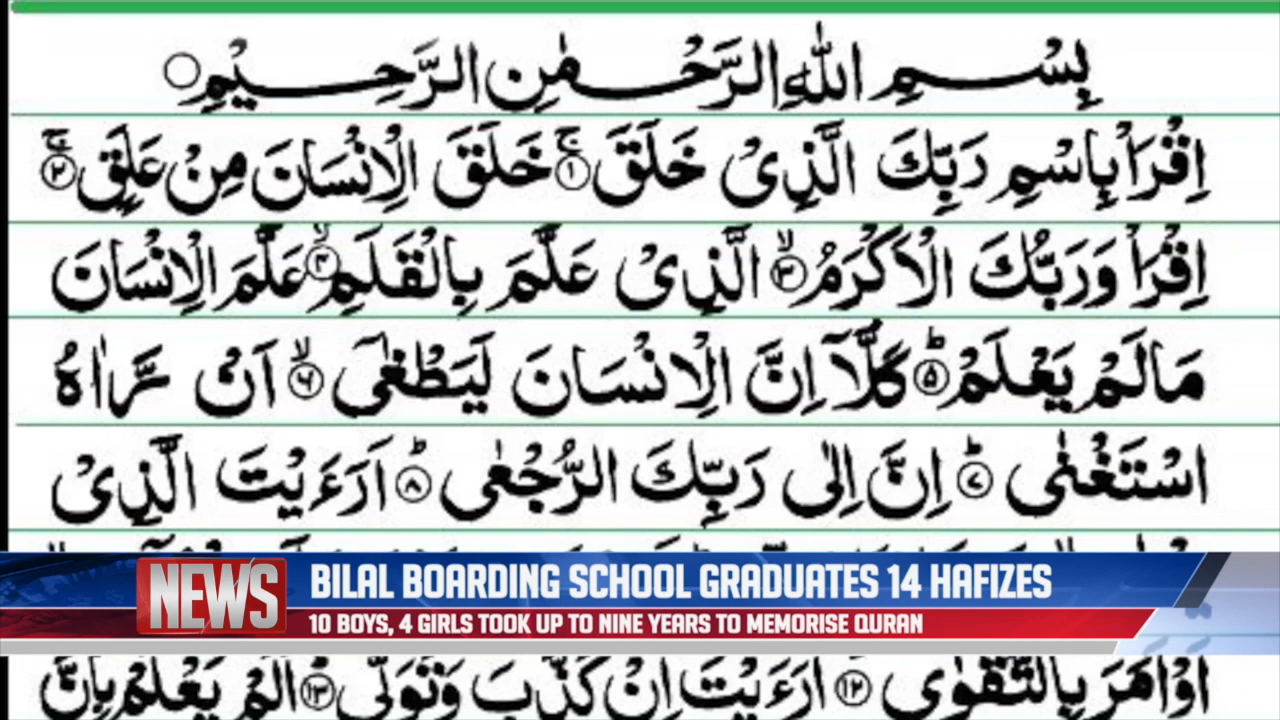 بِسْمِ اللهِ الرَّحْمٰنِ الرَّحِيْمِ ○
اِقْرَاْ بِاسْمِ رَبِّكَ الَّذِىْ خَلَقَ ۚ‏﴿۱﴾ خَلَقَ الْاِنْسَانَ مِنْ عَلَقٍ ۚ‏﴿۲﴾
اِقْرَاْ وَرَبُّكَ الْاَكْرَمُ ۙ‏﴿۳﴾ الَّذِىْ عَلَّمَ بِالْقَلَمِ ۙ‏﴿۴﴾ عَلَّمَ الْاِنْسَانَ
مَالَمْ يَعْلَمْ ؕ‏﴿۵﴾ كَلَّاۤ اِنَّ الْاِنْسَانَ لَيَطْغٰٓى ۙ‏﴿۶﴾ اَنْ رَّاٰهُ
اسْتَغْنٰى ؕ‏﴿۷﴾ اِنَّ اِلٰى رَبِّكَ الرُّجْعٰى ؕ‏﴿۸﴾ اَرَءَيْتَ الَّذِىْ
NEWS
BILAL BOARDING SCHOOL GRADUATES 14 HAFIZES
10 BOYS, 4 GIRLS TOOK UP TO NINE YEARS TO MEMORISE QURAN
اَوْ اَمَرَ بِالتَّقْوٰى ﴿۱۲﴾ اَرَءَيْتَ اِنْ كَذَّبَ وَتَوَلّٰى ﴿۱۳﴾ اَلَمْ يَعْلَمْ بِاَنَّ